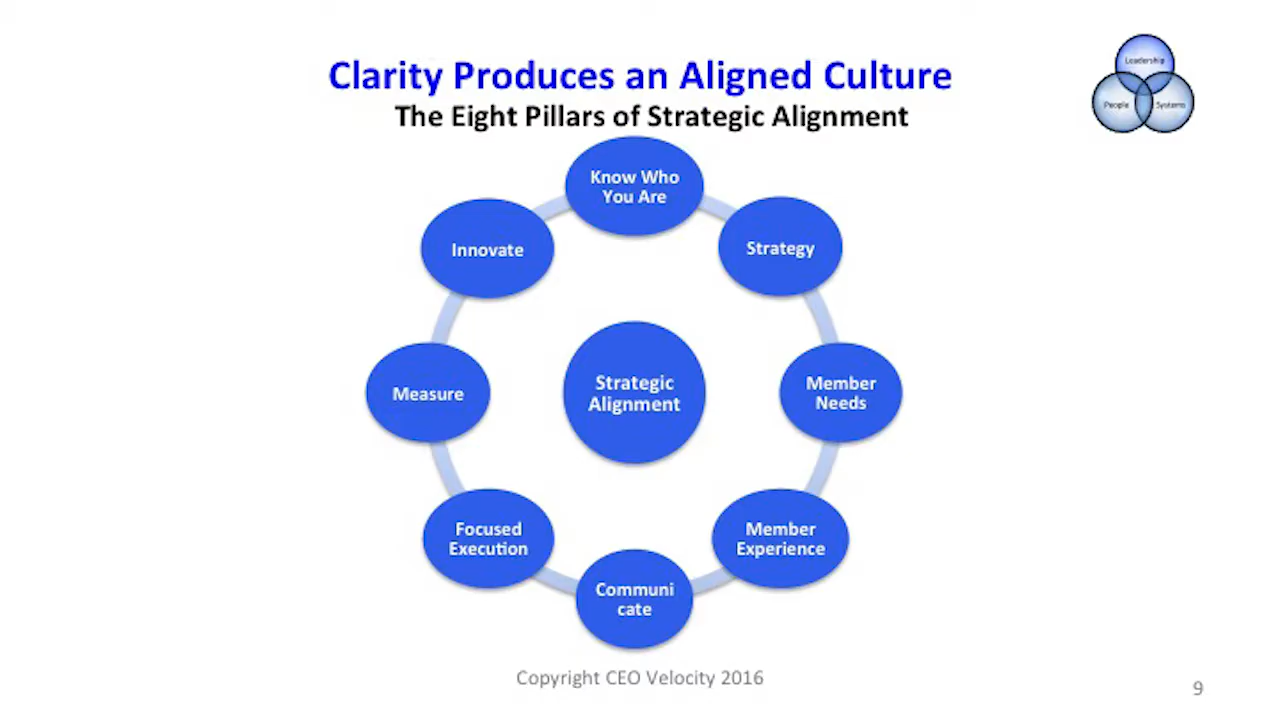 Clarity Produces an Aligned Culture
The Eight Pillars of Strategic Alignment
Leadership
People
Systems
Know Who
You Are
Strategy
Member
Needs
Member
Experience
Communi
cate
Focused
Execution
Measure
Innovate
Strategic
Alignment
Copyright CEO Velocity 2016
9